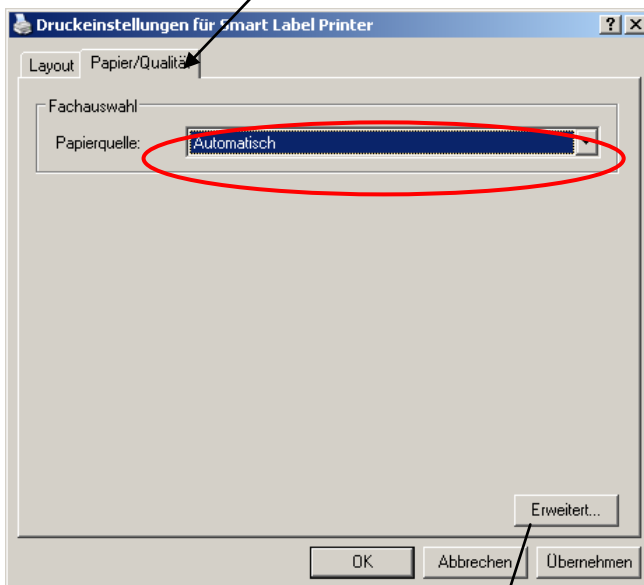 Druckeinstellungen für Smart Label Printer
Layout Papier/Qualität
Fachauswahl
Papierquelle: Automatisch
Erweitert...
OK Abbrechen Übernehmen